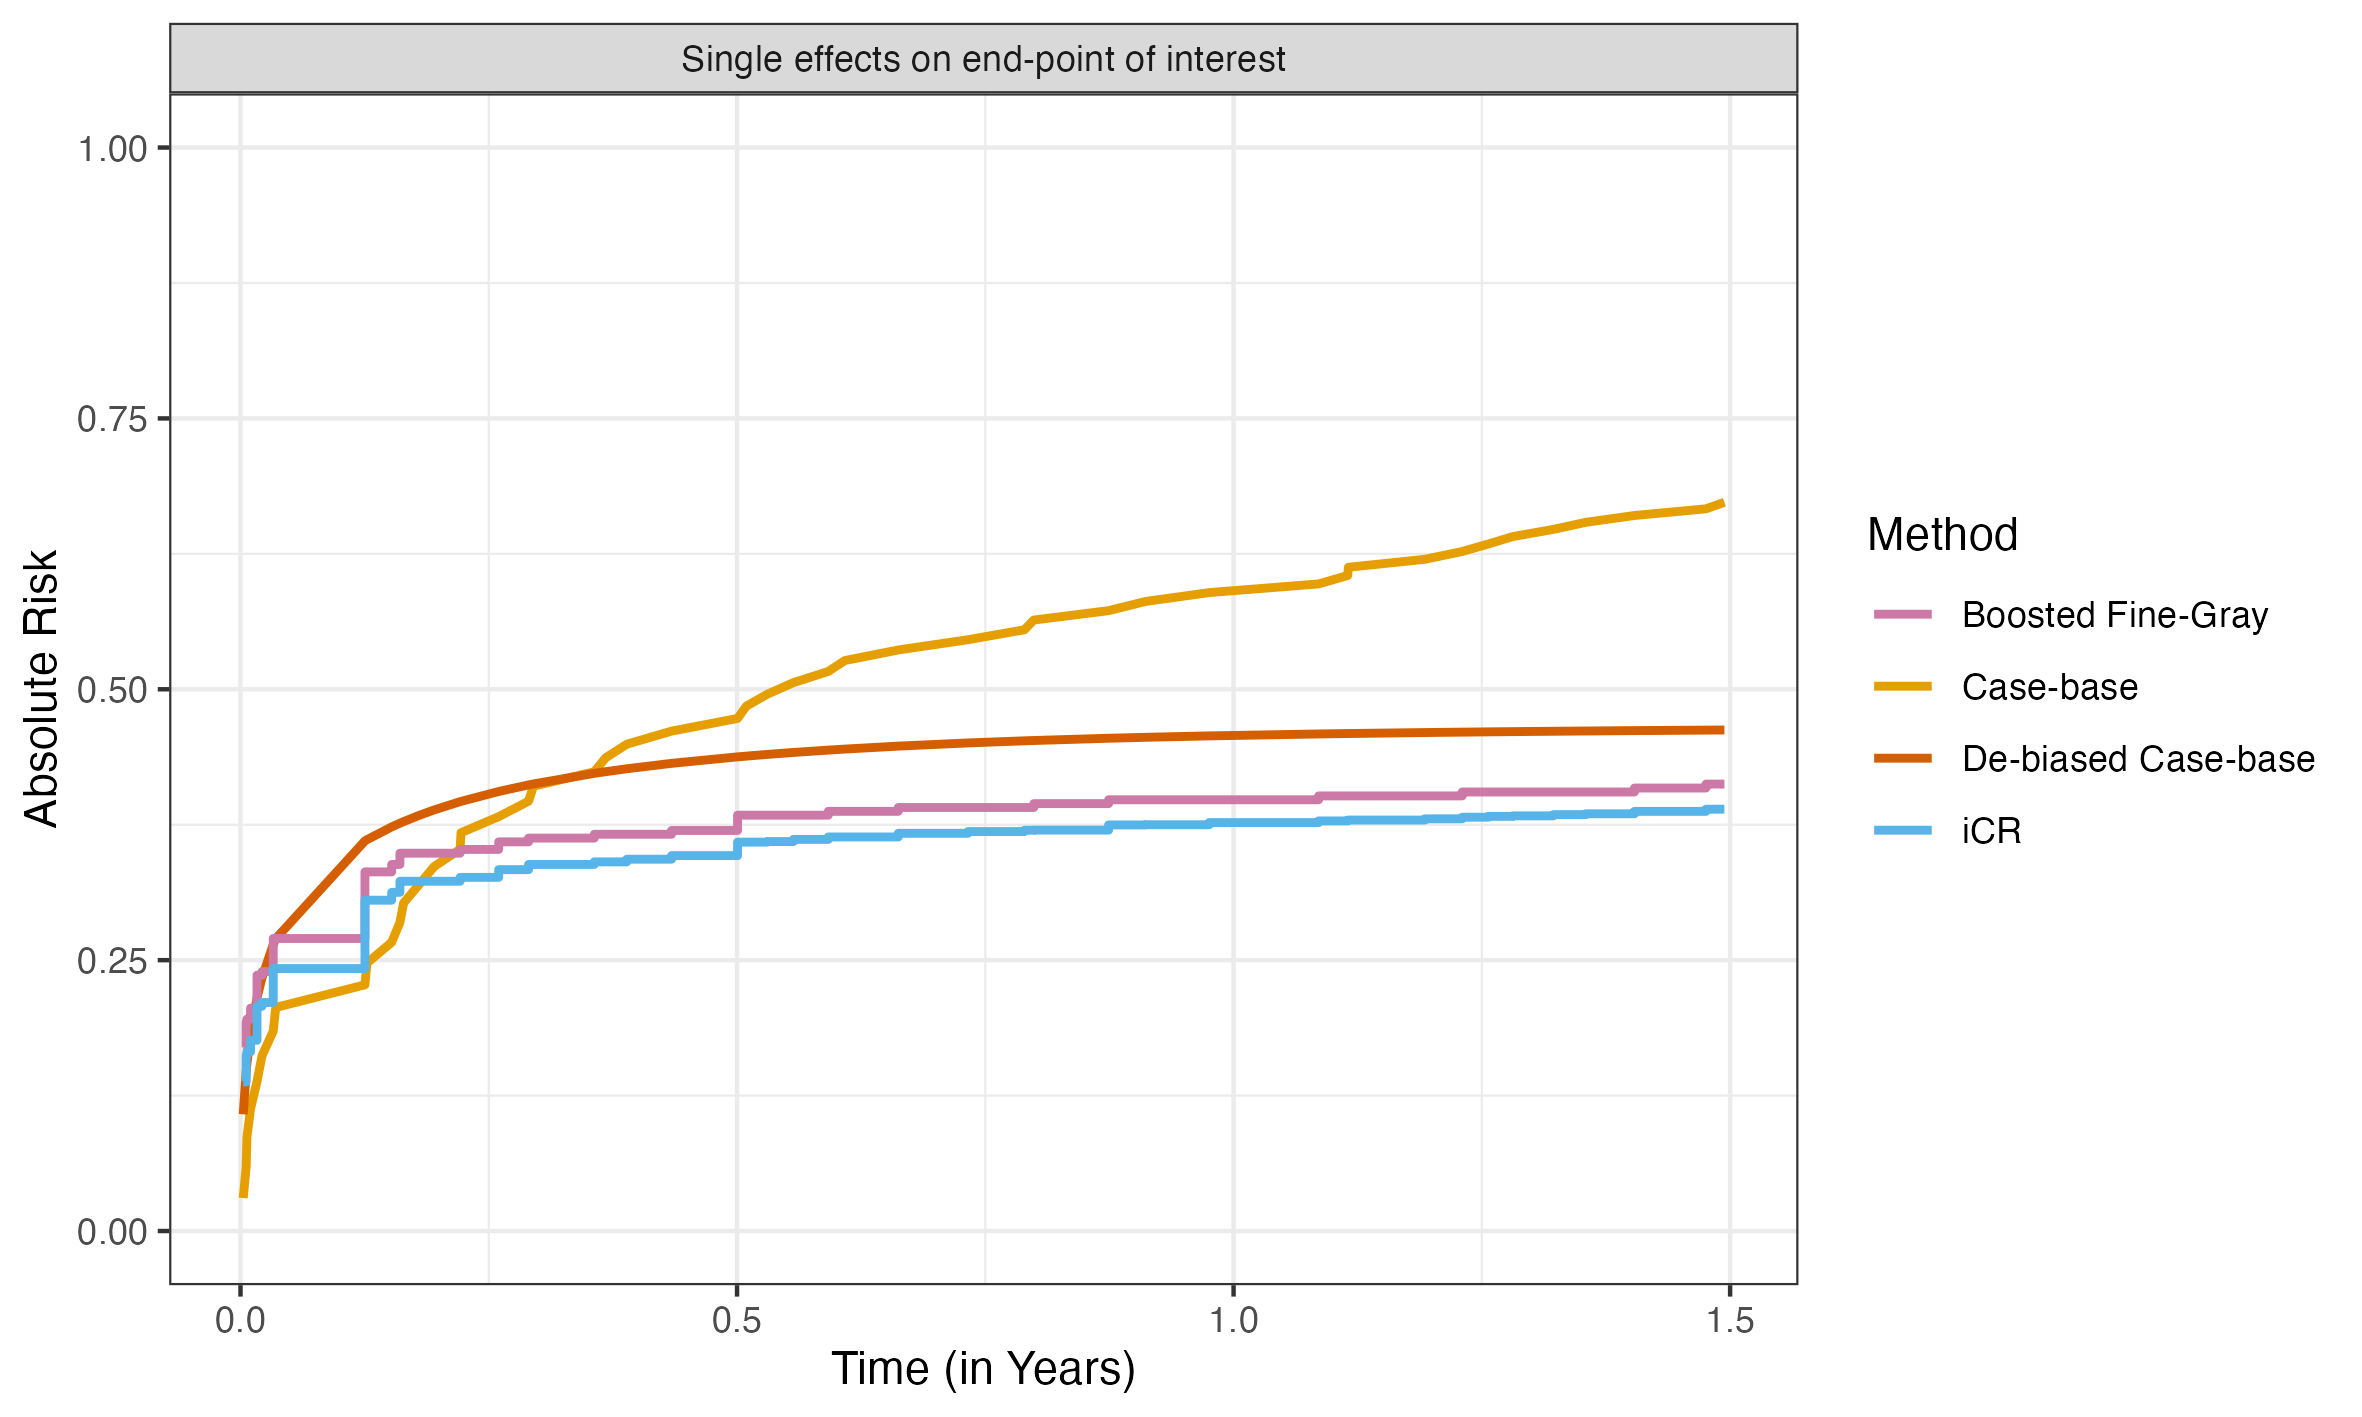 Single effects on end-point of interest
1.00
0.75
0.50
0.25
0.00
Absolute Risk
0.0 0.5 1.0 1.5
Time (in Years)
Method
Boosted Fine-Gray
Case-base
De-biased Case-base
iCR